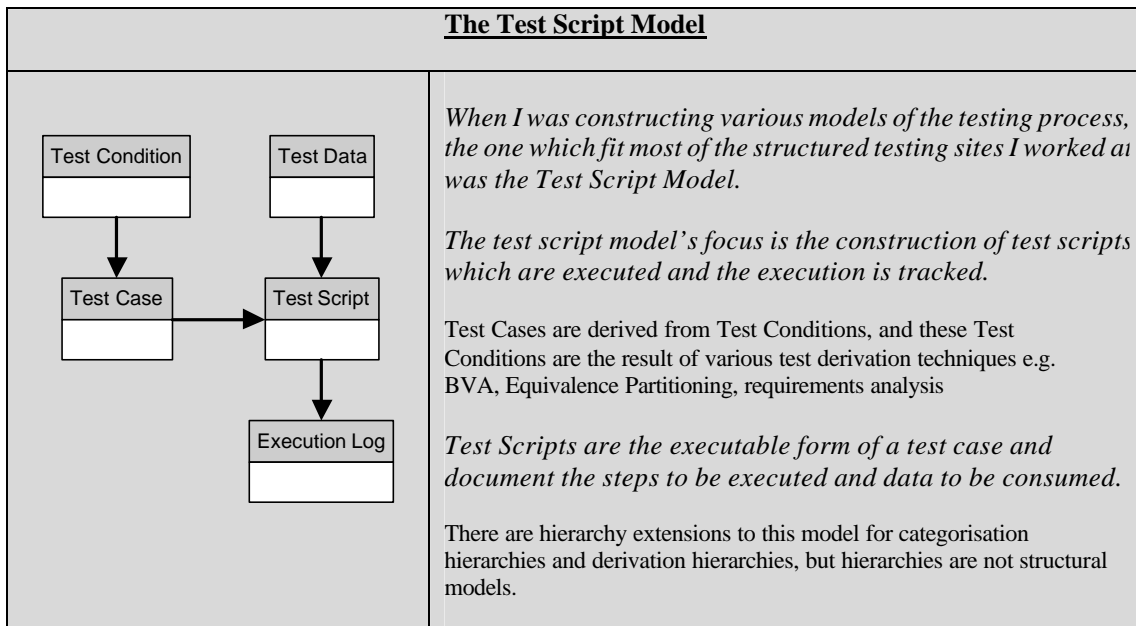 The Test Script Model
Test Condition
Test Data
Test Case
Test Script
Execution Log
When I was constructing various models of the testing process,
the one which fit most of the structured testing sites I worked at
was the Test Script Model.
The test script model's focus is the construction of test scripts
which are executed and the execution is tracked.
Test Cases are derived from Test Conditions, and these Test
Conditions are the result of various test derivation techniques e.g.
BVA, Equivalence Partitioning, requirements analysis
Test Scripts are the executable form of a test case and
document the steps to be executed and data to be consumed.
There are hierarchy extensions to this model for categorisation
hierarchies and derivation hierarchies, but hierarchies are not structural
models.